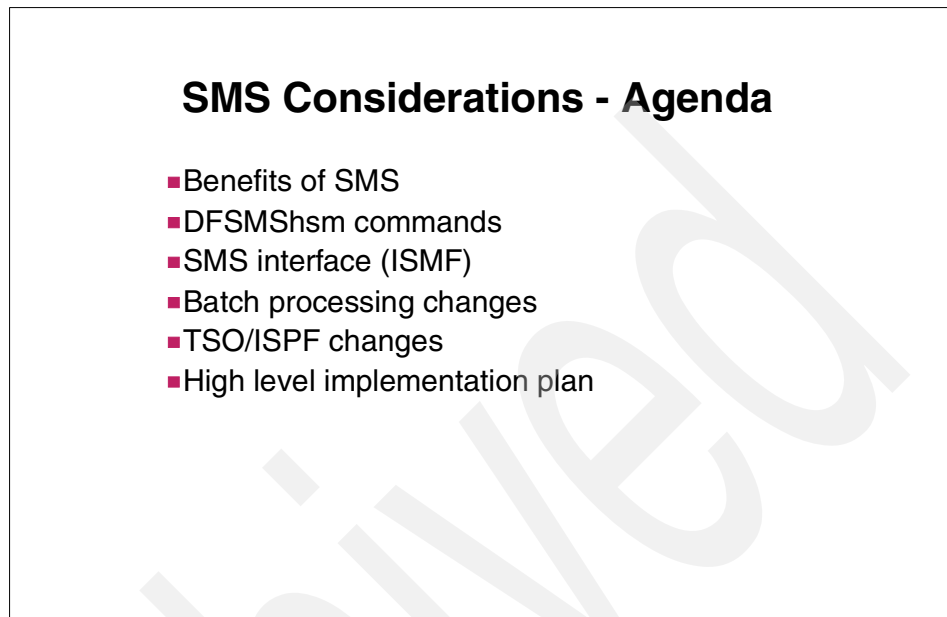 SMS Considerations - Agenda
■Benefits of SMS
■DFSMShsm commands
■SMS interface (ISMF)
■Batch processing changes
■TSO/ISPF changes
■High level implementation plan
hived